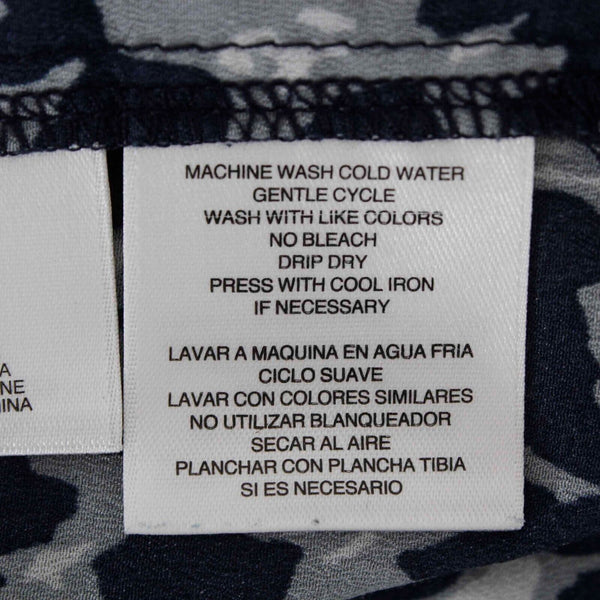 MACHINE WASH COLD WATER
GENTLE CYCLE
WASH WITH LIKE COLORS
NO BLEACH
DRIP DRY
PRESS WITH COOL IRON
IF NECESSARY
LAVAR A MAQUINA EN AGUA FRIA
CICLO SUAVE
LAVAR CON COLORES SIMILARES
NO UTILIZAR BLANQUEADOR
SECAR AL AIRE
PLANCHAR CON PLANCHA TIBIA
SI ES NECESARIO